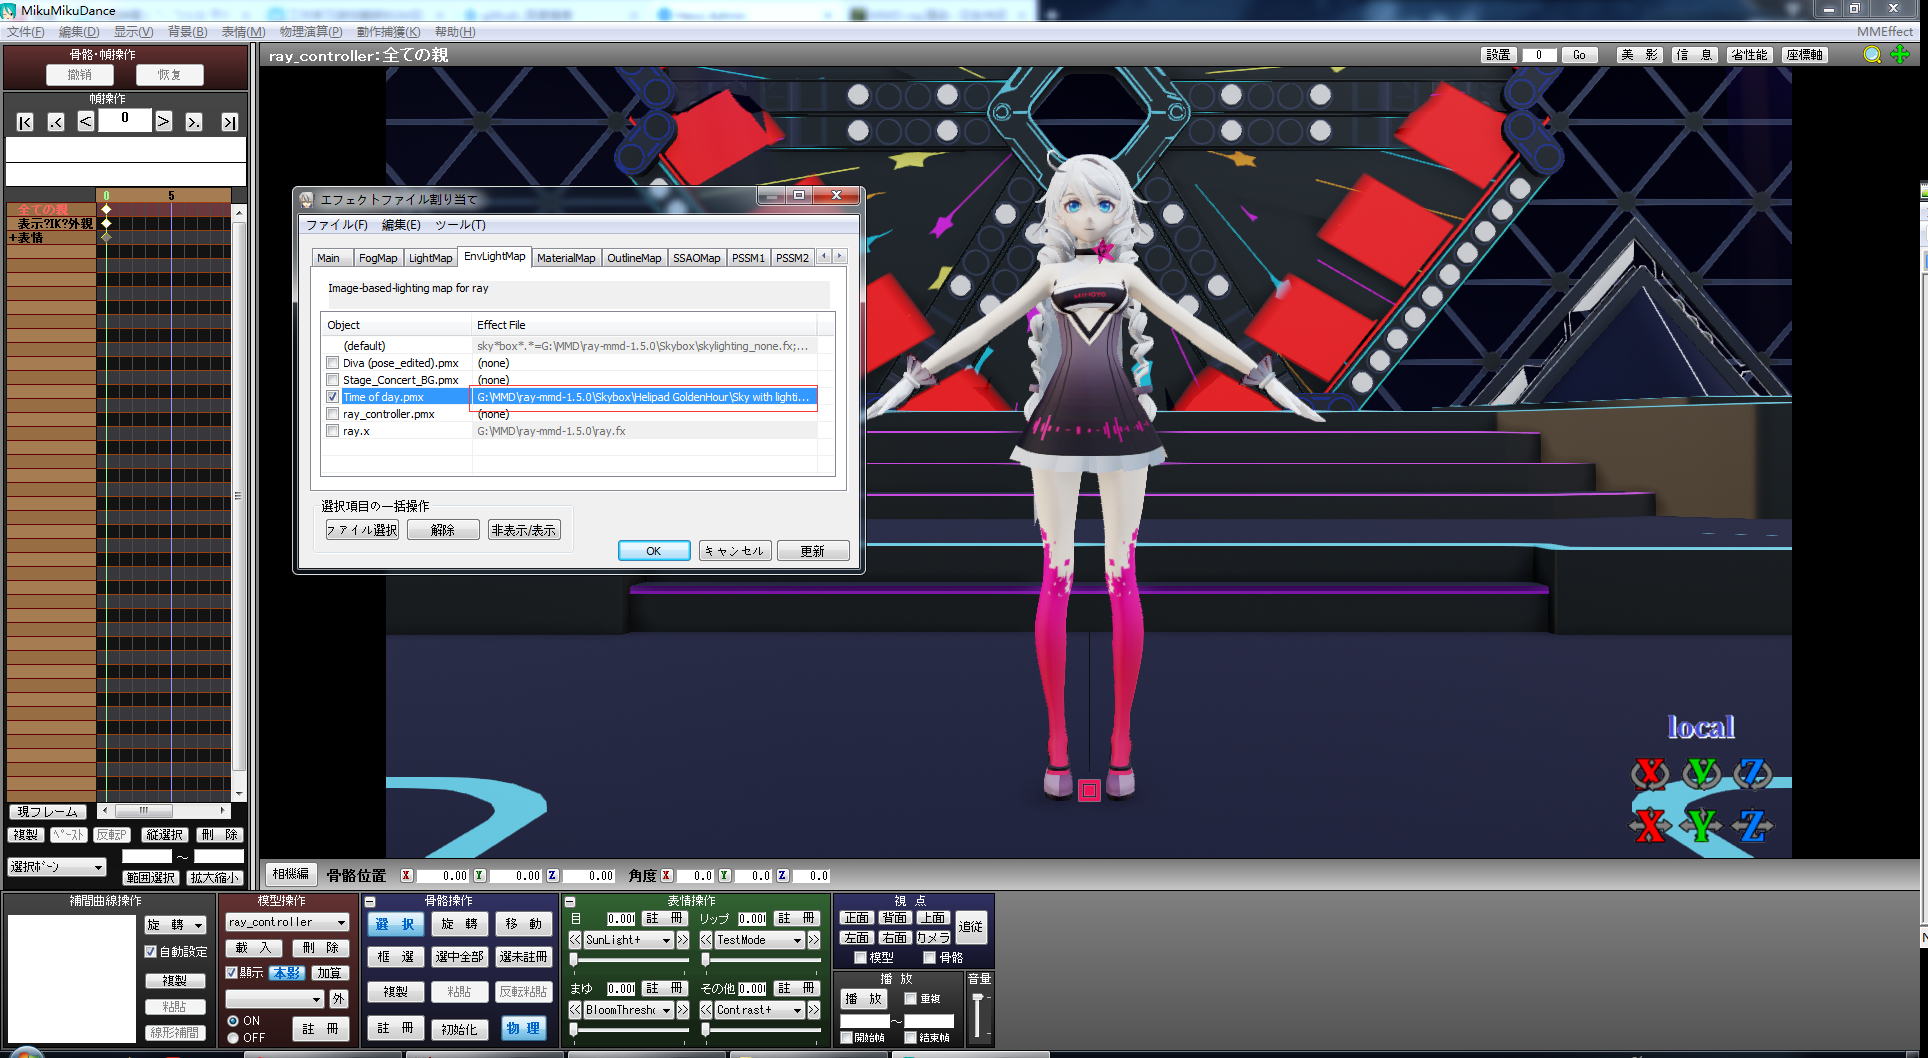 MikuMikuDance
文件(F) 编辑(D) 显示(V) 背景(B) 表情(M) 物理演算(P) 動作捕獲(K) 帮助(H)
MMEffect
骨骼·幀操作
撤销 恢复
幀操作
|< .< < 0 > >. >|
0 5
全ての親
表示?IK?外親
+表情
現フレーム
複製 ﾍﾟｰｽﾄ 反転P 縦選択 刪 除
選択ﾎﾞｰﾝ ～
範囲選択 拡大縮小
ray_controller:全ての親
設置 0 Go 美 影 信 息 省性能 座標軸
エフェクトファイル割り当て
ファイル(F) 編集(E) ツール(T)
Main FogMap LightMap EnvLightMap MaterialMap OutlineMap SSAOMap PSSM1 PSSM2
Image-based-lighting map for ray
Object Effect File
(default) sky*box*.*=G:\MMD\ray-mmd-1.5.0\Skybox\skylighting_none.fx;...
Diva (pose_edited).pmx (none)
Stage_Concert_BG.pmx (none)
Time of day.pmx G:\MMD\ray-mmd-1.5.0\Skybox\Helipad GoldenHour\Sky with lighti...
ray_controller.pmx (none)
ray.x G:\MMD\ray-mmd-1.5.0\ray.fx
選択項目の一括操作
ファイル選択 解除 非表示/表示
OK キャンセル 更新
MIHOYO
local
X Y Z
X Y Z
相機編 骨骼位置 X 0.00 Y 0.00 Z 0.00 角度 X 0.0 Y 0.0 Z 0.0
補間曲線操作
旋 轉
自動設定
複製
粘貼
線形補間
模型操作
ray_controller
載 入 刪 除
顯示 本影 加算
外
ON
OFF
註 冊
骨骼操作
選 択 旋 轉 移 動
框 選 選中全部 選未註冊
複製 粘貼 反転粘貼
註 冊 初始化 物 理
表情操作
目 0.000 註 冊 リップ 0.000 註 冊
<< SunLight+ >> << TestMode >>
まゆ 0.000 註 冊 その他 0.000 註 冊
<< BloomThresho >> << Contrast+ >>
視 点
正面 背面 上面 追従
左面 右面 カメラ
模型 骨骼
播 放
播 放 重複
～
開始幀 結束幀
音量